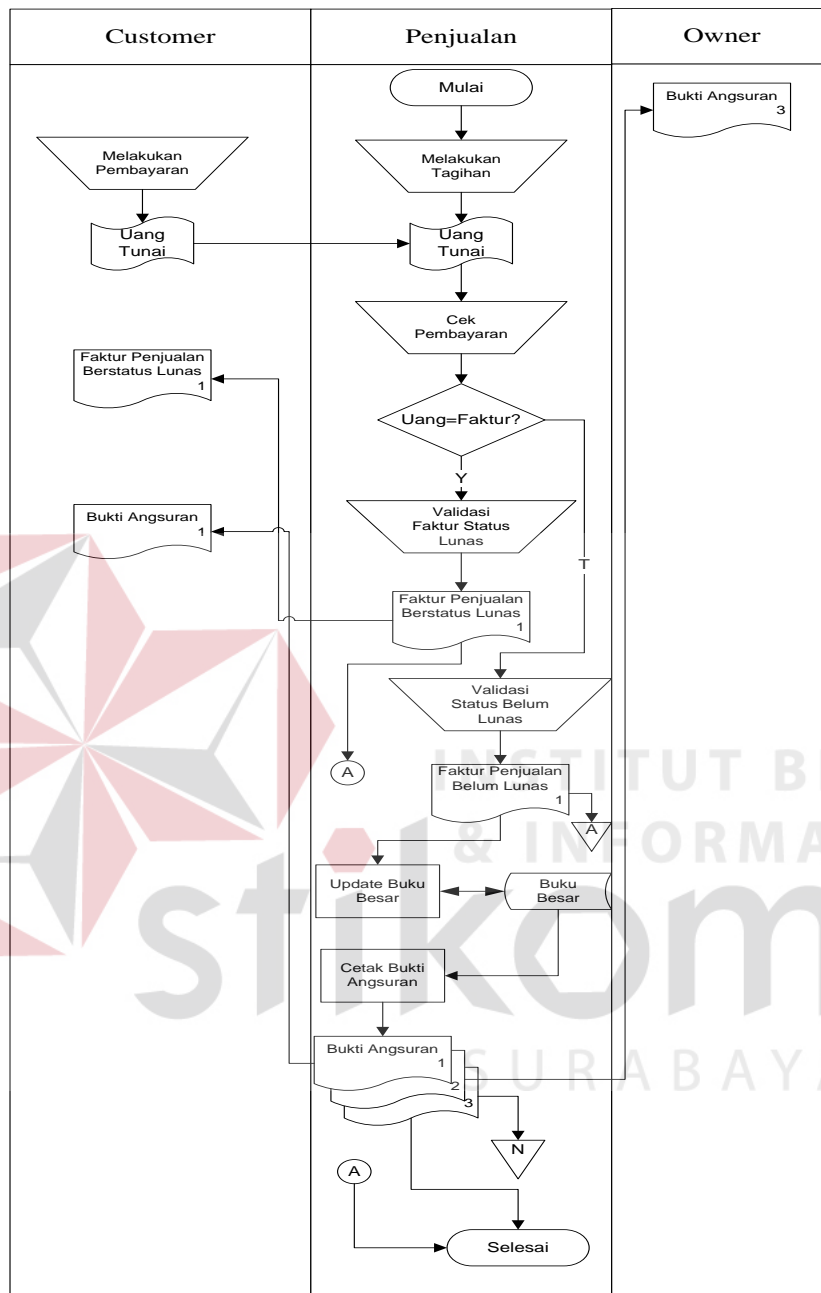 Customer
Penjualan
Owner
Mulai
Bukti Angsuran
3
Melakukan
Pembayaran
Melakukan
Tagihan
Uang
Tunai
Uang
Tunai
Cek
Pembayaran
Faktur Penjualan
Berstatus Lunas
1
Uang=Faktur?
Y
T
Bukti Angsuran
1
Validasi
Faktur Status
Lunas
Faktur Penjualan
Berstatus Lunas
1
Validasi
Status Belum
Lunas
A
Faktur Penjualan
Belum Lunas
1
A
Update Buku
Besar
Buku
Besar
Cetak Bukti
Angsuran
Bukti Angsuran
1
2
3
N
A
Selesai
INSTITUT BI
& INFORMA
stikom
SURABAYA